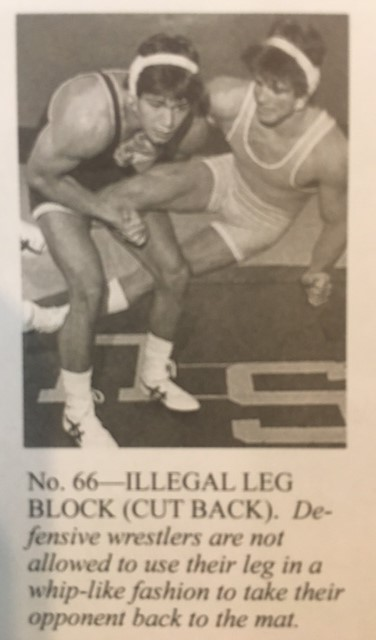 No. 66—ILLEGAL LEG
BLOCK (CUT BACK). De-
fensive wrestlers are not
allowed to use their leg in a
whip-like fashion to take their
opponent back to the mat.